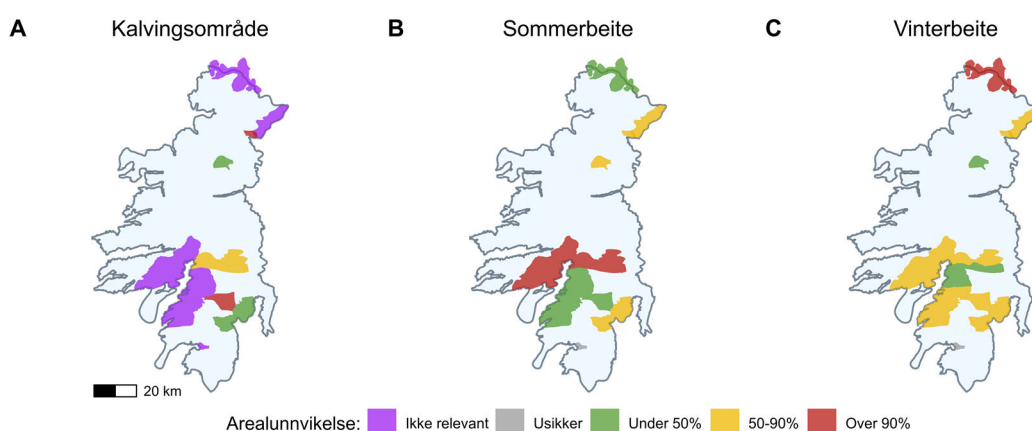 A Kalvingsområde B Sommerbeite C Vinterbeite
20 km
Arealunnvikelse: Ikke relevant Usikker Under 50% 50-90% Over 90%